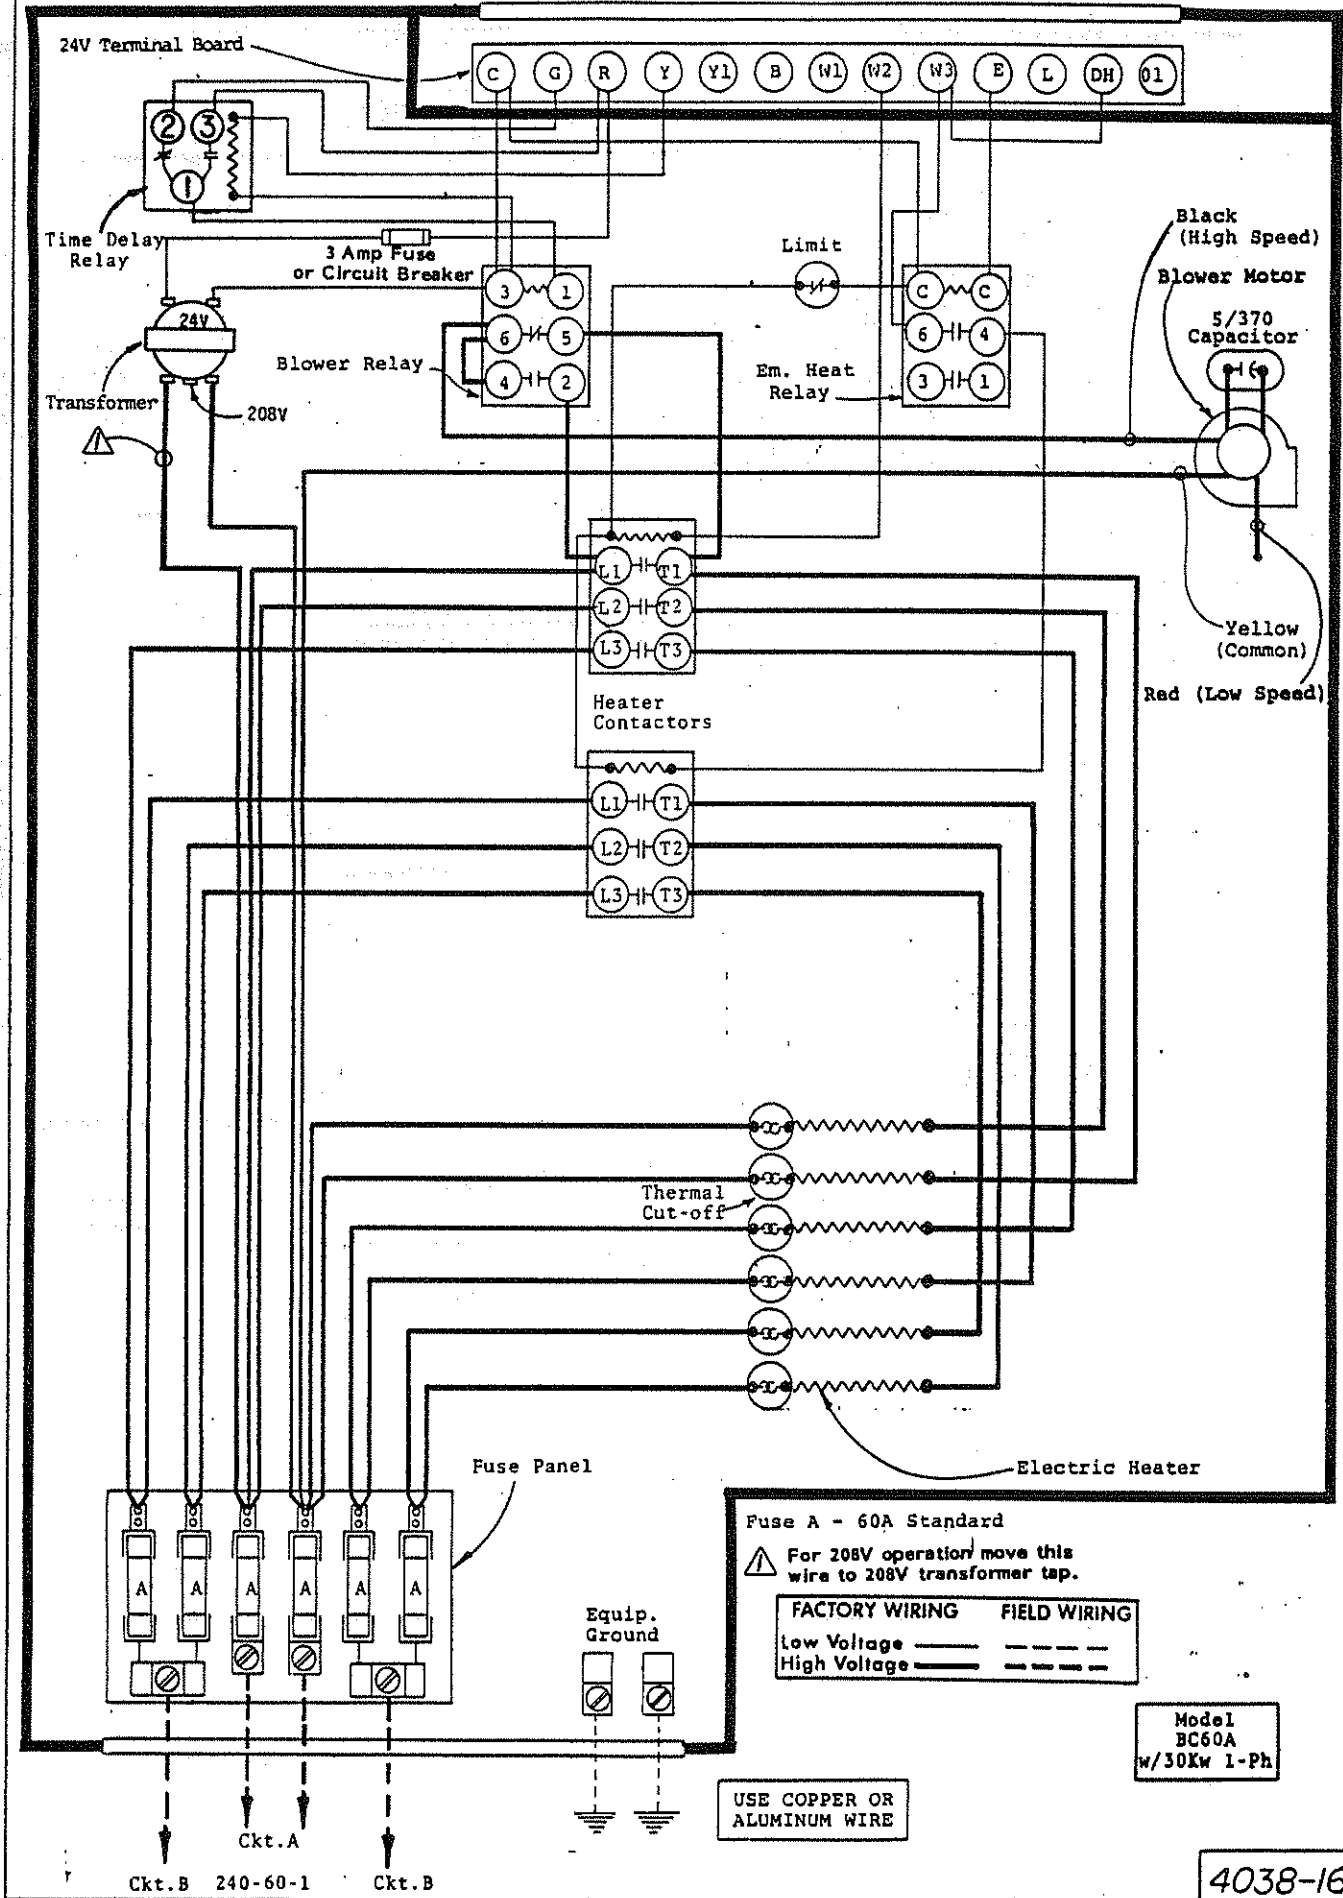 24V Terminal Board
C G R Y Y1 B W1 W2 W3 E L DH 01
2 3
1
Time Delay
Relay
3 Amp Fuse
or Circuit Breaker
Limit
Black
(High Speed)
Blower Motor
5/370
Capacitor
24V
Transformer
208V
Blower Relay
3 1
6 5
4 2
Em. Heat
Relay
C C
6 4
3 1
L1 T1
L2 T2
L3 T3
Yellow
(Common)
Red (Low Speed)
Heater
Contactors
L1 T1
L2 T2
L3 T3
Thermal
Cut-off
Fuse Panel
Electric Heater
A A A A A A
Fuse A - 60A Standard
For 208V operation move this
wire to 208V transformer tap.
FACTORY WIRING FIELD WIRING
Low Voltage
High Voltage
Equip.
Ground
Model
BC60A
w/30Kw 1-Ph
USE COPPER OR
ALUMINUM WIRE
Ckt.A
Ckt.B 240-60-1 Ckt.B
4038-16